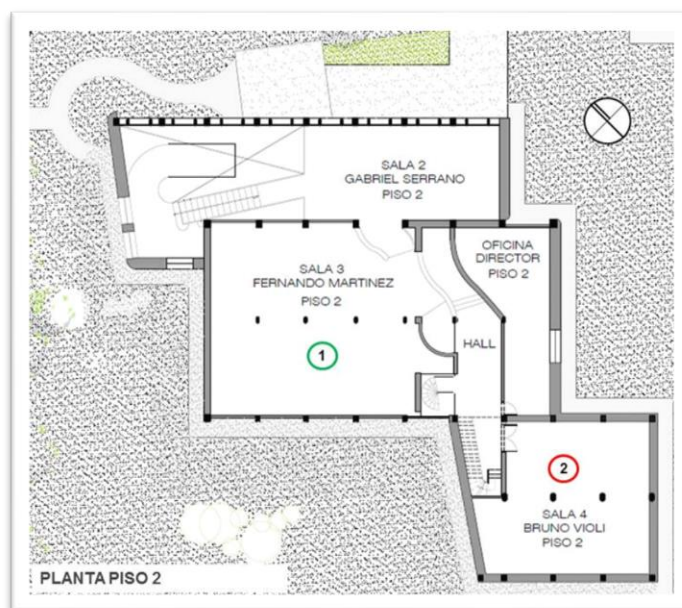 SALA 2
GABRIEL SERRANO
PISO 2
OFICINA
DIRECTOR
PISO 2
SALA 3
FERNANDO MARTINEZ
PISO 2
1
HALL
2
SALA 4
BRUNO VIOLI
PISO 2
PLANTA PISO 2